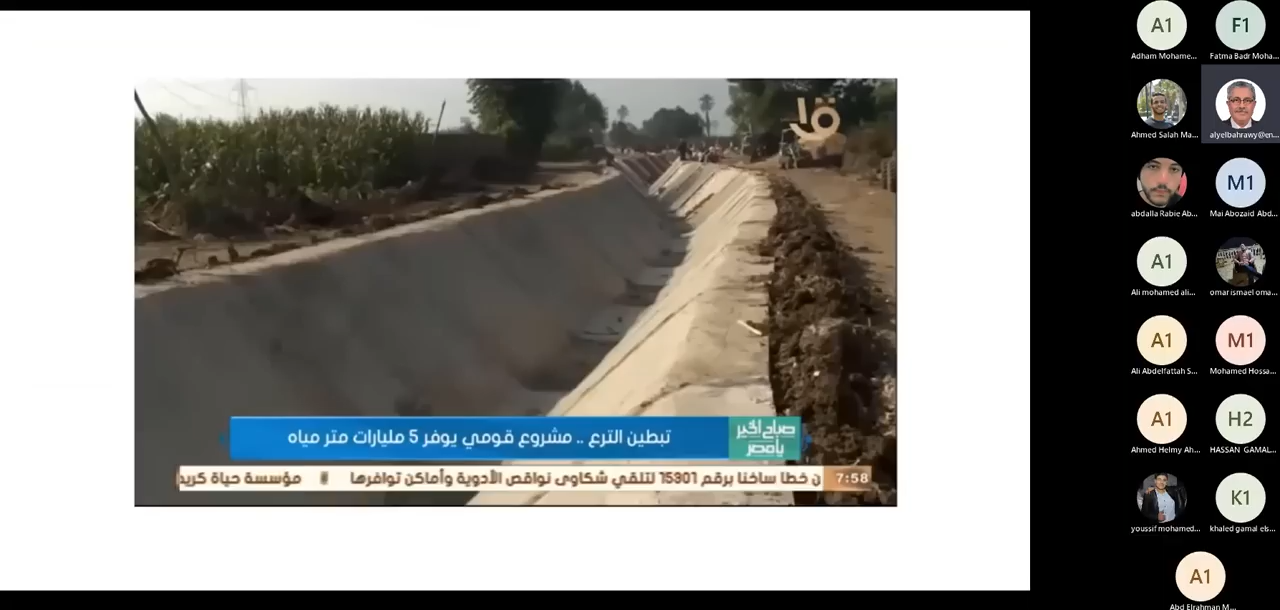 قا
تبطين الترع .. مشروع قومي يوفر 5 مليارات متر مياه
صباح الخير
يا مصر
ن خطا ساخنا برقم 15301 لتلقي شكاوى نواقص الأدوية وأماكن توافرها
مؤسسة حياة كريم
7:58
A1
F1
Adham Mohame...
Fatma Badr Moha...
Ahmed Salah Ma...
alyelbahrawy@en...
M1
abdalla Rabie Ab...
Mai Abozaid Abd...
A1
Ali mohamed ali...
omar ismael oma...
A1
M1
Ali Abdelfattah S...
Mohamed Hossa...
A1
H2
Ahmed Helmy Ah...
HASSAN GAMAL...
K1
youssif mohamed...
khaled gamal els...
A1
Abd Elrahman M...